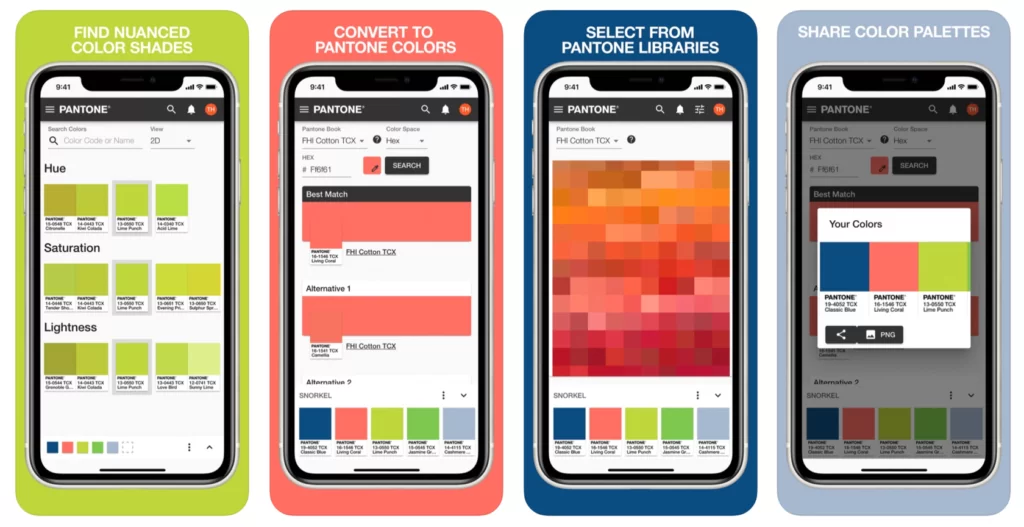 FIND NUANCED
COLOR SHADES
9:41
PANTONE®
TH
Search Colors
View
Color Code or Name
2D
Hue
PANTONE®
PANTONE®
PANTONE®
PANTONE®
16-0548 TCX
14-0443 TCX
13-0550 TCX
13-0340 TCX
Citronelle
Kiwi Colada
Lime Punch
Acid Lime
Saturation
PANTONE®
PANTONE®
PANTONE®
PANTONE®
PANTONE®
14-0446 TCX
14-0443 TCX
13-0550 TCX
13-0651 TCX
Tender Sho...
Kiwi Colada
Lime Punch
Evening Pri...
Sulphur Spr...
Lightness
PANTONE®
PANTONE®
PANTONE®
PANTONE®
PANTONE®
15-0544 TCX
14-0443 TCX
13-0550 TCX
13-0443 TCX
12-0741 TCX
Grenoble G...
Kiwi Colada
Lime Punch
Love Bird
Sunny Lime
CONVERT TO
PANTONE COLORS
9:41
PANTONE®
TH
Pantone Book
Color Space
FHI Cotton TCX
?
Hex
HEX
# Ff6f61
SEARCH
Best Match
PANTONE®
16-1546 TCX
Living Coral
FHI Cotton TCX
Alternative 1
PANTONE®
16-1541 TCX
Camellia
FHI Cotton TCX
Alternative 2
SNORKEL
PANTONE®
PANTONE®
PANTONE®
PANTONE®
PANTONE®
19-4052 TCX
16-1546 TCX
13-0550 TCX
15-6340 TCX
14-4115 TCX
Classic Blue
Living Coral
Lime Punch
Jasmine Gr...
Cashmere ...
SELECT FROM
PANTONE LIBRARIES
9:41
PANTONE®
TH
Pantone Book
FHI Cotton TCX
?
SNORKEL
PANTONE®
PANTONE®
PANTONE®
PANTONE®
PANTONE®
19-4052 TCX
16-1546 TCX
13-0550 TCX
15-6340 TCX
14-4115 TCX
Classic Blue
Living Coral
Lime Punch
Jasmine Gr...
Cashmere ...
SHARE COLOR PALETTES
9:41
PANTONE®
TH
Pantone Book
Color Space
FHI Cotton TCX
?
Hex
HEX
# Ff6f61
SEARCH
Best Match
Your Colors
PANTONE®
PANTONE®
PANTONE®
19-4052 TCX
16-1546 TCX
13-0550 TCX
Classic Blue
Living Coral
Lime Punch
PNG
Camellia
Alternative 2
SNORKEL
PANTONE®
PANTONE®
PANTONE®
PANTONE®
PANTONE®
19-4052 TCX
16-1546 TCX
13-0550 TCX
15-6340 TCX
14-4115 TCX
Classic Blue
Living Coral
Lime Punch
Jasmine Gr...
Cashmere ...